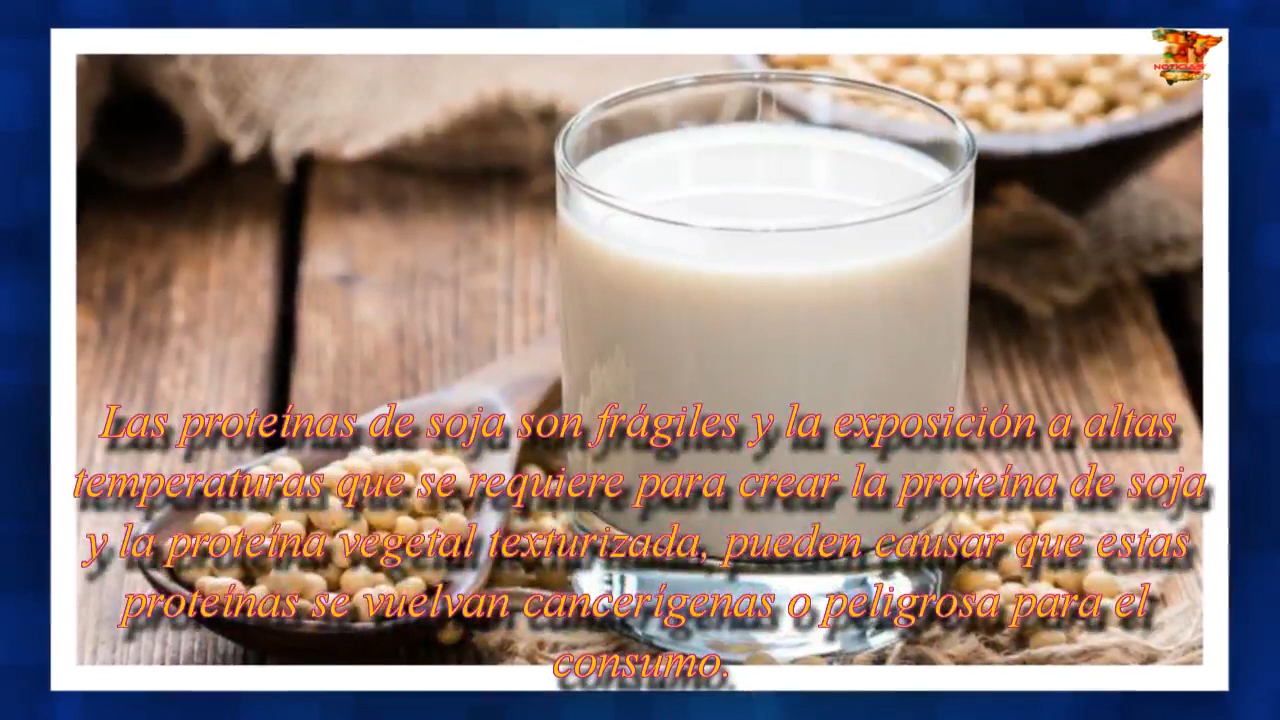 NOTICIAS
Las proteínas de soja son frágiles y la exposición a altas
temperaturas que se requiere para crear la proteína de soja
y la proteína vegetal texturizada, pueden causar que estas
proteínas se vuelvan cancerígenas o peligrosa para el
consumo.